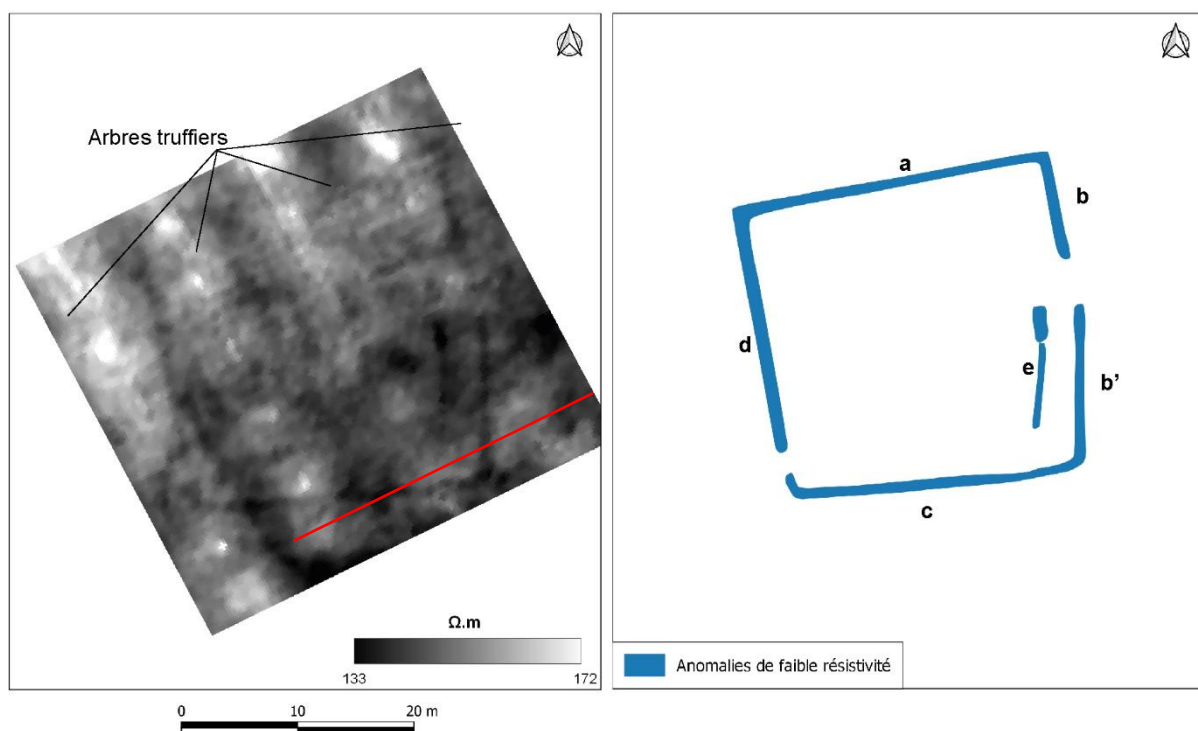 Arbres truffiers
Ω.m
133
172
0
10
20 m
a
b
d
e
b’
c
Anomalies de faible résistivité